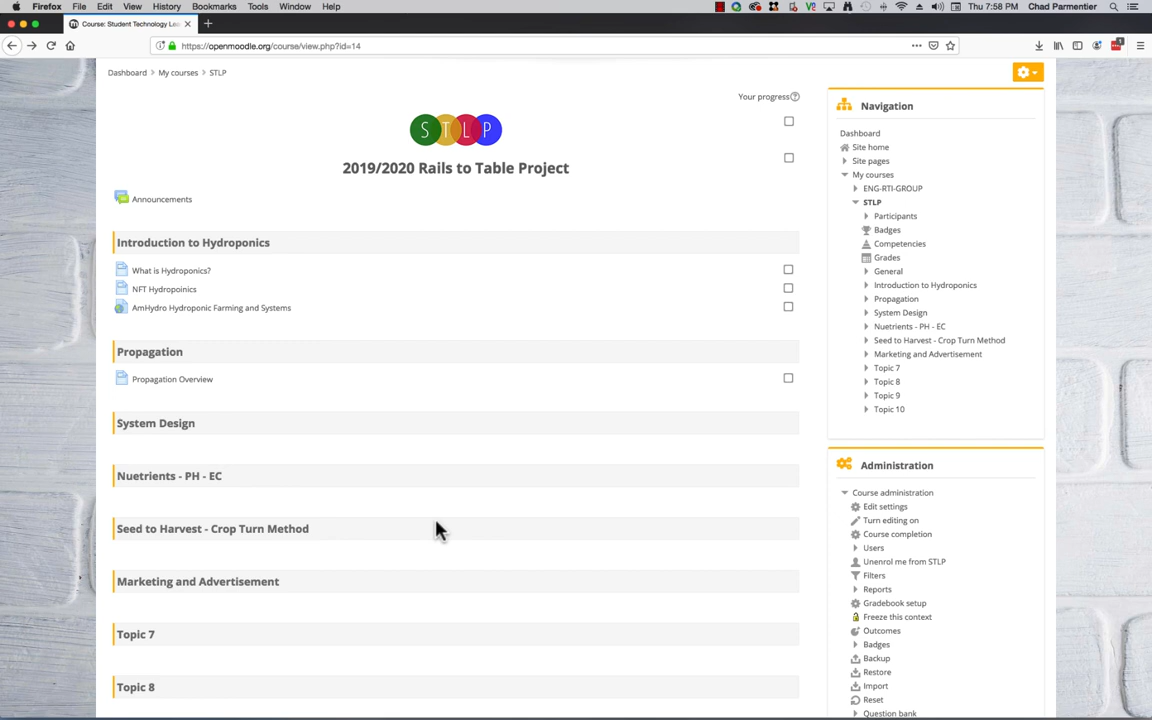 Firefox File Edit View History Bookmarks Tools Window Help Thu 7:58 PM Chad Parmentier
Course: Student Technology Lea
https://openmoodle.org/course/view.php?id=14
1
Dashboard My courses STLP
Your progress
STLP
2019/2020 Rails to Table Project
Announcements
Introduction to Hydroponics
What is Hydroponics?
NFT Hydropoinics
AmHydro Hydroponic Farming and Systems
Propagation
Propagation Overview
System Design
Nuetrients - PH - EC
Seed to Harvest - Crop Turn Method
Marketing and Advertisement
Topic 7
Topic 8
Navigation
Dashboard
Site home
Site pages
My courses
ENG-RTI-GROUP
STLP
Participants
Badges
Competencies
Grades
General
Introduction to Hydroponics
Propagation
System Design
Nuetrients - PH - EC
Seed to Harvest - Crop Turn Method
Marketing and Advertisement
Topic 7
Topic 8
Topic 9
Topic 10
Administration
Course administration
Edit settings
Turn editing on
Course completion
Users
Unenrol me from STLP
Filters
Reports
Gradebook setup
Freeze this context
Outcomes
Badges
Backup
Restore
Import
Reset
Question bank